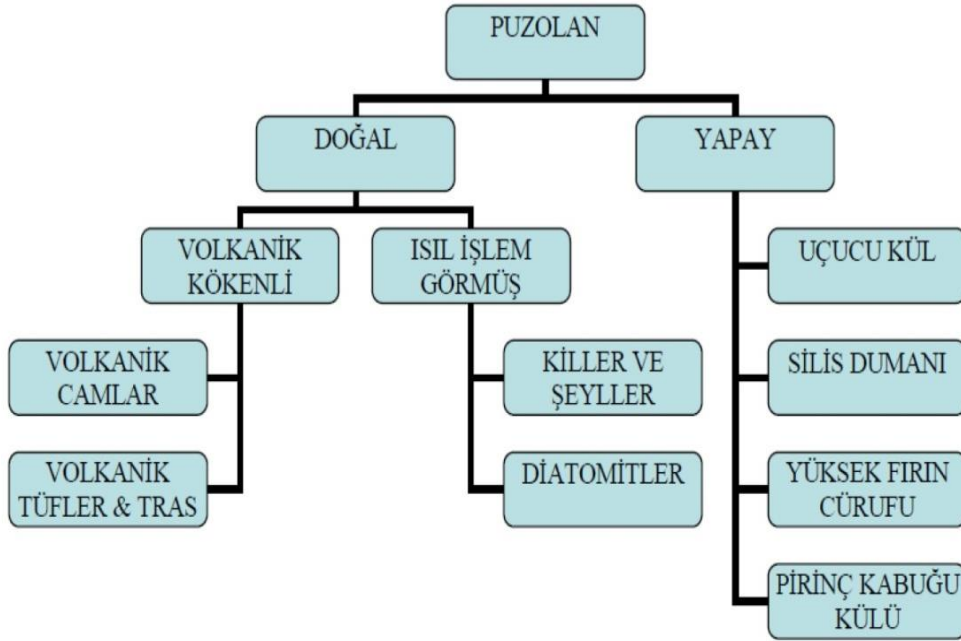 PUZOLAN
DOĞAL
YAPAY
VOLKANİK
KÖKENLİ
ISIL İŞLEM
GÖRMÜŞ
UÇUCU KÜL
VOLKANİK
CAMLAR
KİLLER VE
ŞEYLLER
SİLİS DUMANI
VOLKANİK
TÜFLER & TRAS
DİATOMİTLER
YÜKSEK FIRIN
CÜRUFU
PİRİNÇ KABUĞU
KÜLÜ